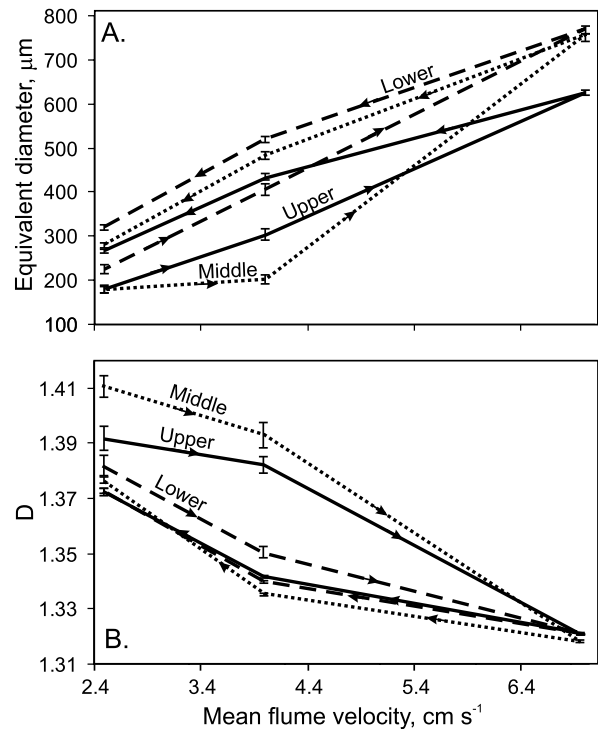 A.
Equivalent diameter, μm
800
700
600
500
400
300
200
100
Lower
Upper
Middle
B.
D
1.41
1.39
1.37
1.35
1.33
1.31
Middle
Upper
Lower
2.4 3.4 4.4 5.4 6.4
Mean flume velocity, cm s⁻¹